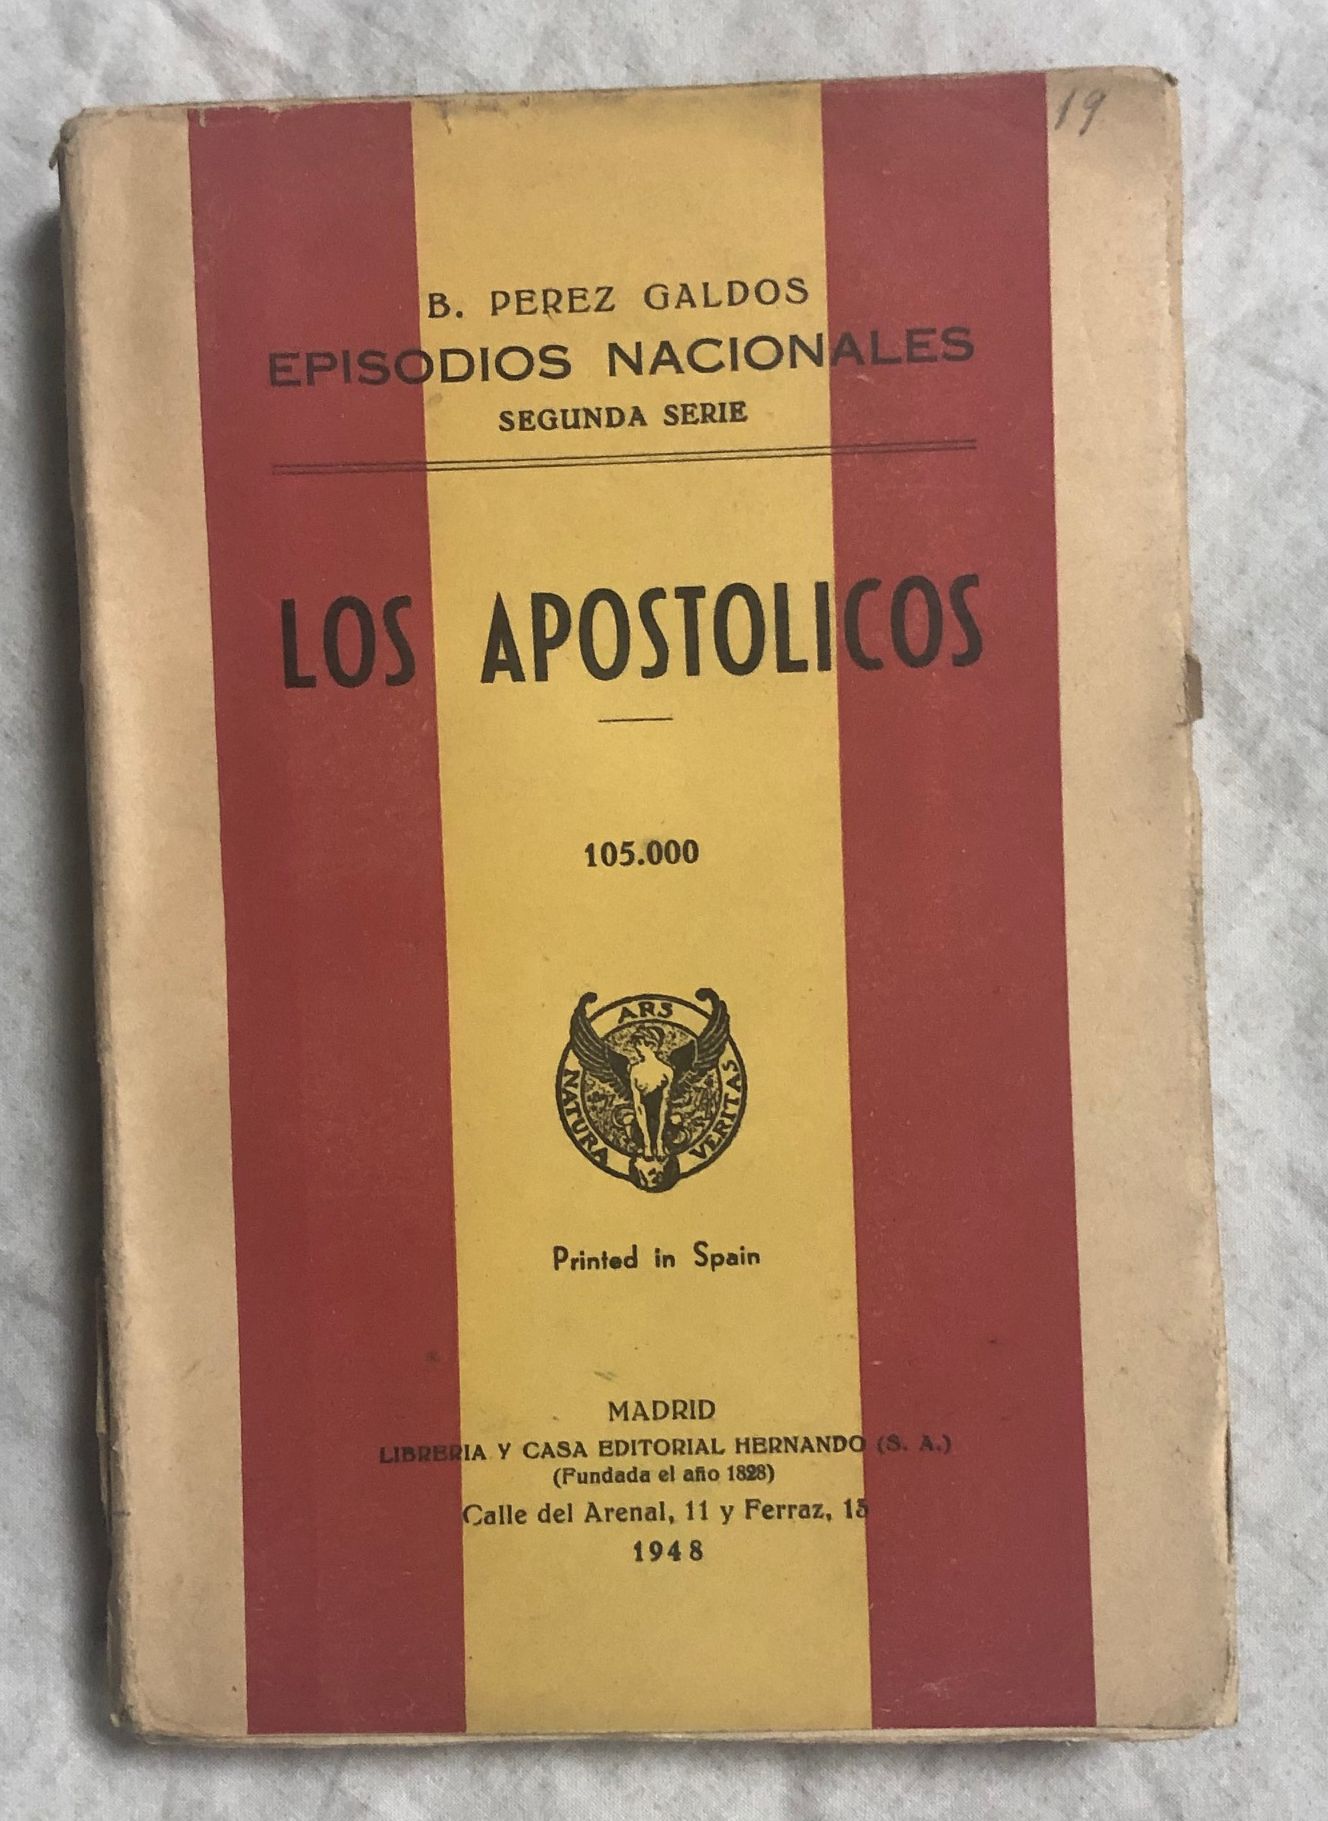 19
B. PEREZ GALDOS
EPISODIOS NACIONALES
SEGUNDA SERIE
LOS APOSTOLICOS
105.000
ARS
NATURA
VERITAS
Printed in Spain
MADRID
LIBRERIA Y CASA EDITORIAL HERNANDO (S. A.)
(Fundada el año 1828)
Calle del Arenal, 11 y Ferraz, 15
1948